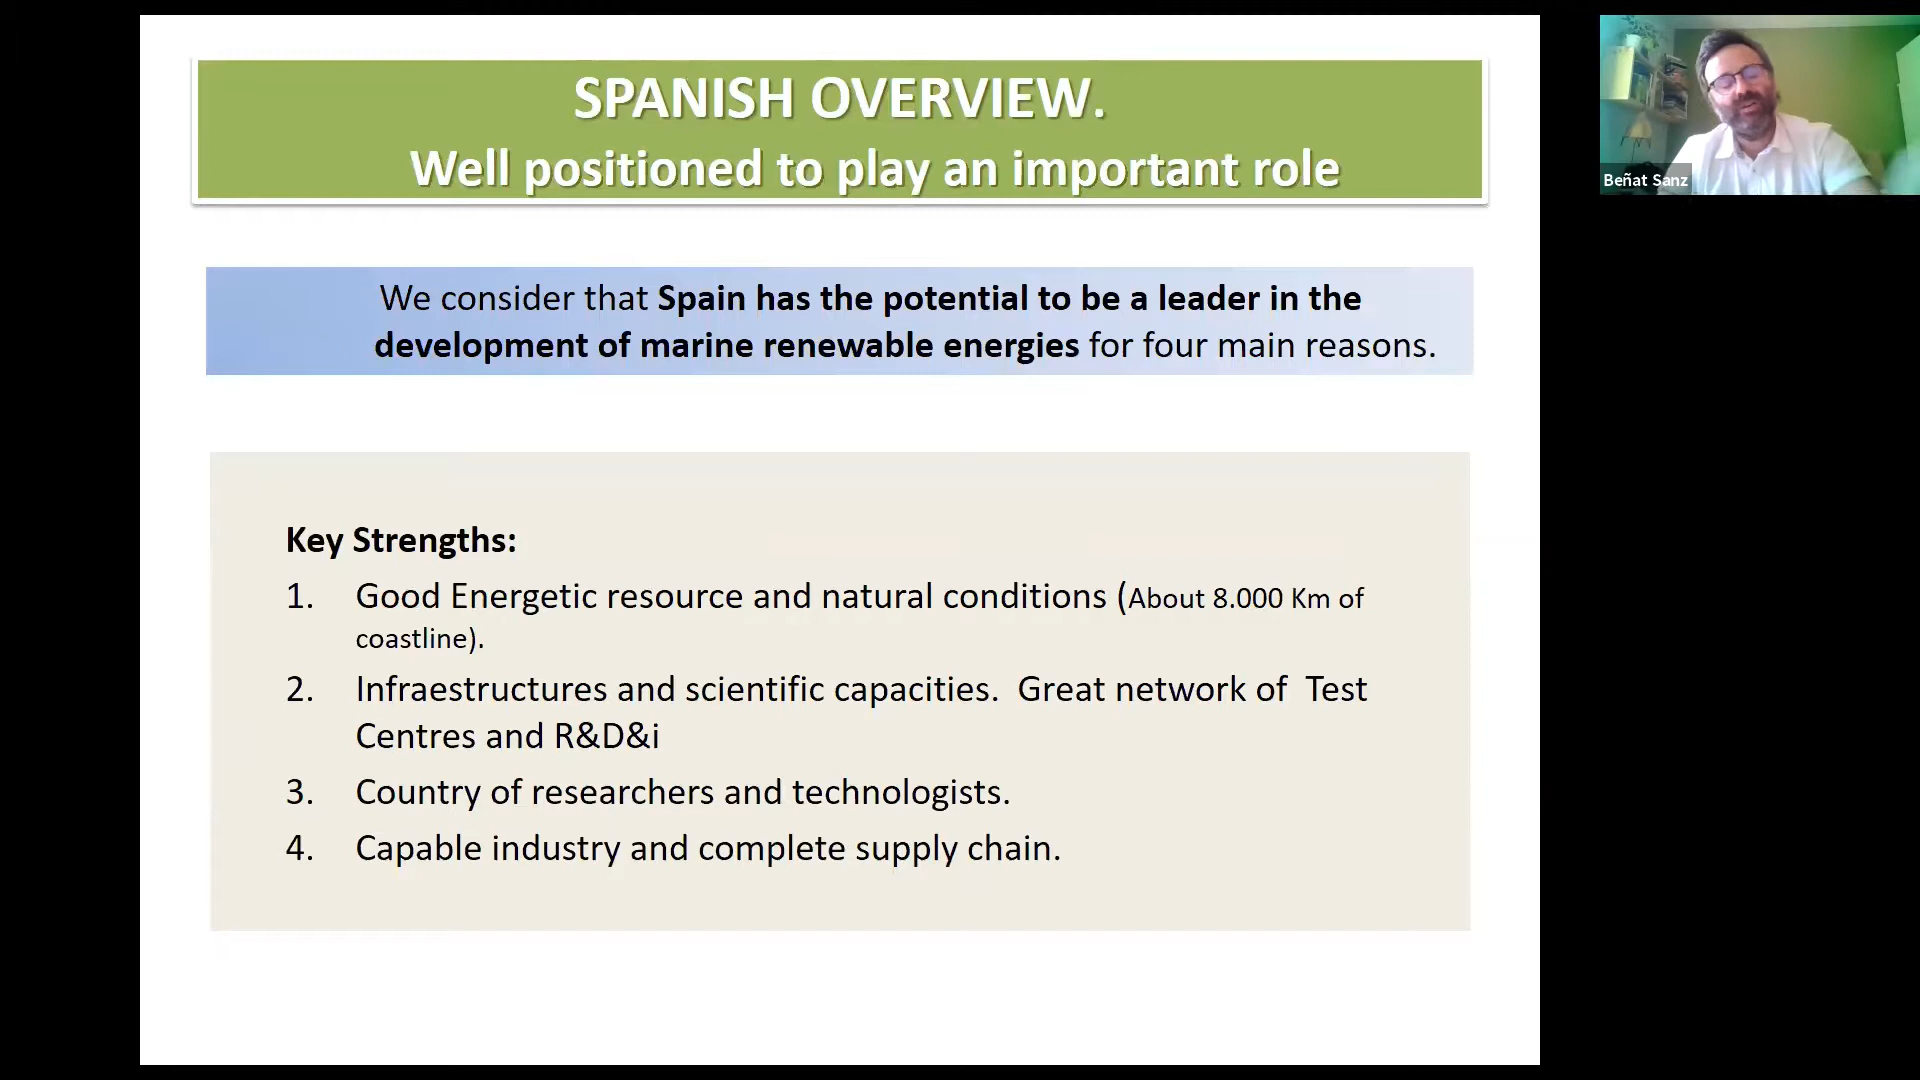 SPANISH OVERVIEW.
Well positioned to play an important role
Beñat Sanz
We consider that Spain has the potential to be a leader in the
development of marine renewable energies for four main reasons.
Key Strengths:
1. Good Energetic resource and natural conditions (About 8.000 Km of
coastline).
2. Infraestructures and scientific capacities. Great network of Test
Centres and R&D&i
3. Country of researchers and technologists.
4. Capable industry and complete supply chain.